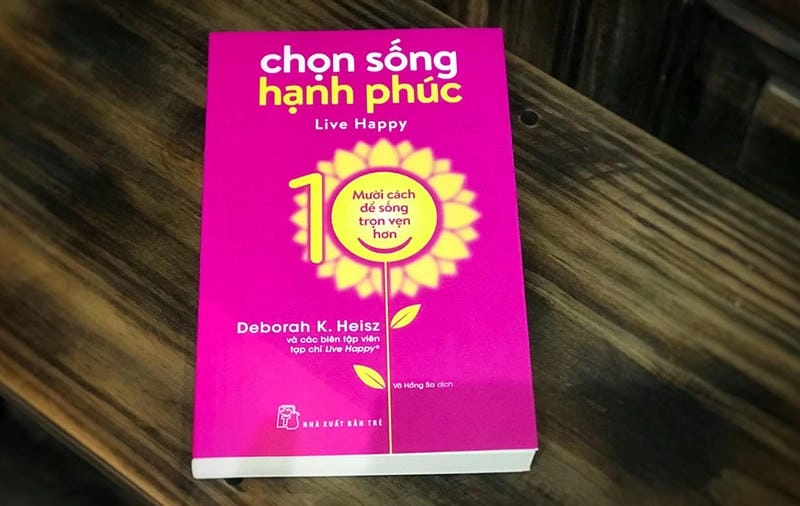 chọn sống
hạnh phúc
Live Happy
10
Mười cách
để sống
trọn vẹn
hơn
Deborah K. Heisz
và các biên tập viên
tạp chí Live Happy®
Võ Hồng Sa dịch
NHÀ XUẤT BẢN TRẺ